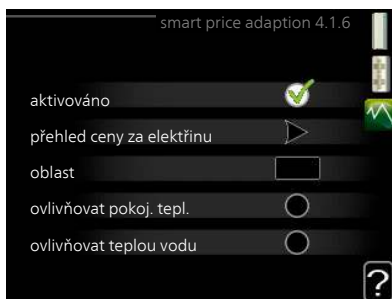 smart price adaption 4.1.6
aktivováno
přehled ceny za elektřinu
oblast
ovlivňovat pokoj. tepl.
ovlivňovat teplou vodu
?